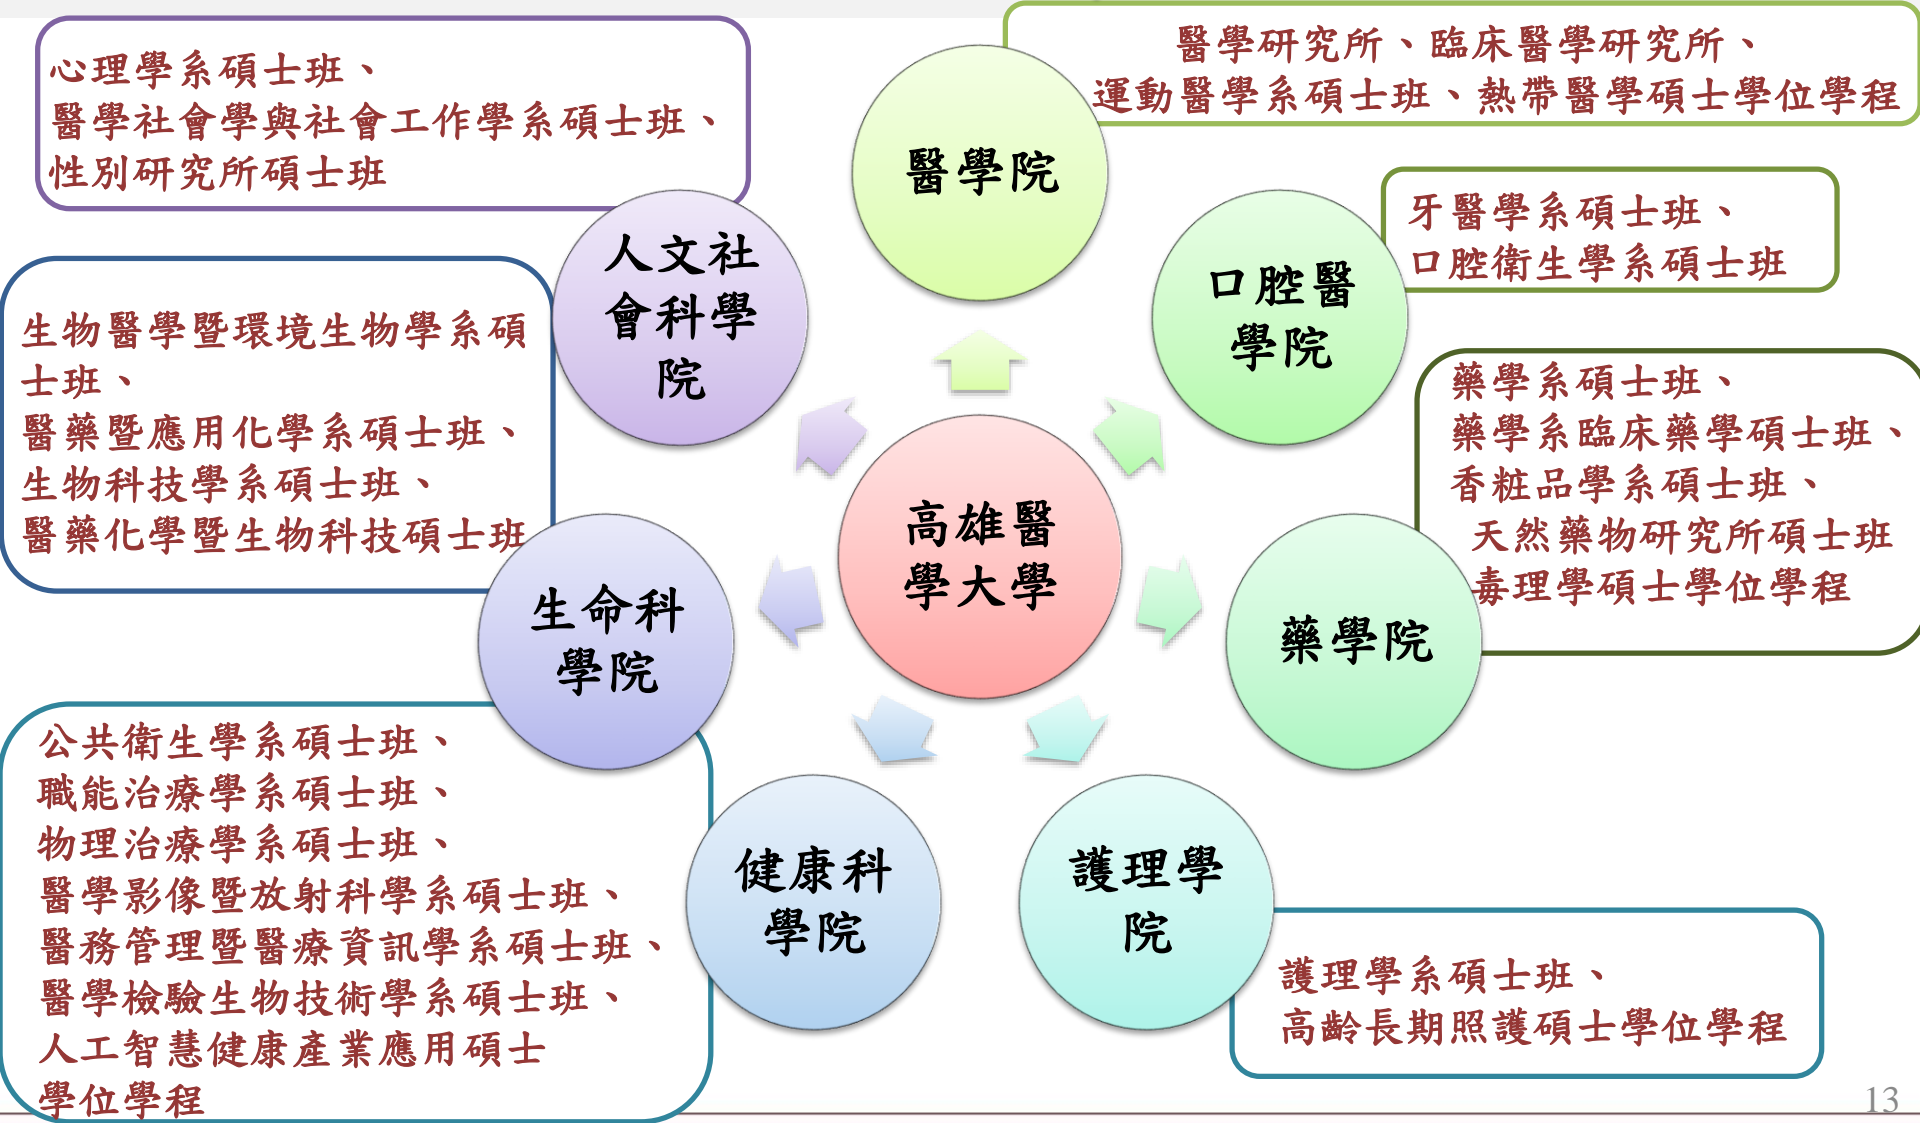 心理學系碩士班、
醫學社會學與社會工作學系碩士班、
性別研究所碩士班
醫學研究所、臨床醫學研究所、
運動醫學系碩士班、熱帶醫學碩士學位學程
醫學院
人文社
會科學
院
口腔醫
學院
牙醫學系碩士班、
口腔衛生學系碩士班
生物醫學暨環境生物學系碩
士班、
醫藥暨應用化學系碩士班、
生物科技學系碩士班、
醫藥化學暨生物科技碩士班
藥學系碩士班、
藥學系臨床藥學碩士班、
香粧品學系碩士班、
天然藥物研究所碩士班
毒理學碩士學位學程
高雄醫
學大學
生命科
學院
藥學院
公共衛生學系碩士班、
職能治療學系碩士班、
物理治療學系碩士班、
醫學影像暨放射科學系碩士班、
醫務管理暨醫療資訊學系碩士班、
醫學檢驗生物技術學系碩士班、
人工智慧健康產業應用碩士
學位學程
健康科
學院
護理學
院
護理學系碩士班、
高齡長期照護碩士學位學程
13